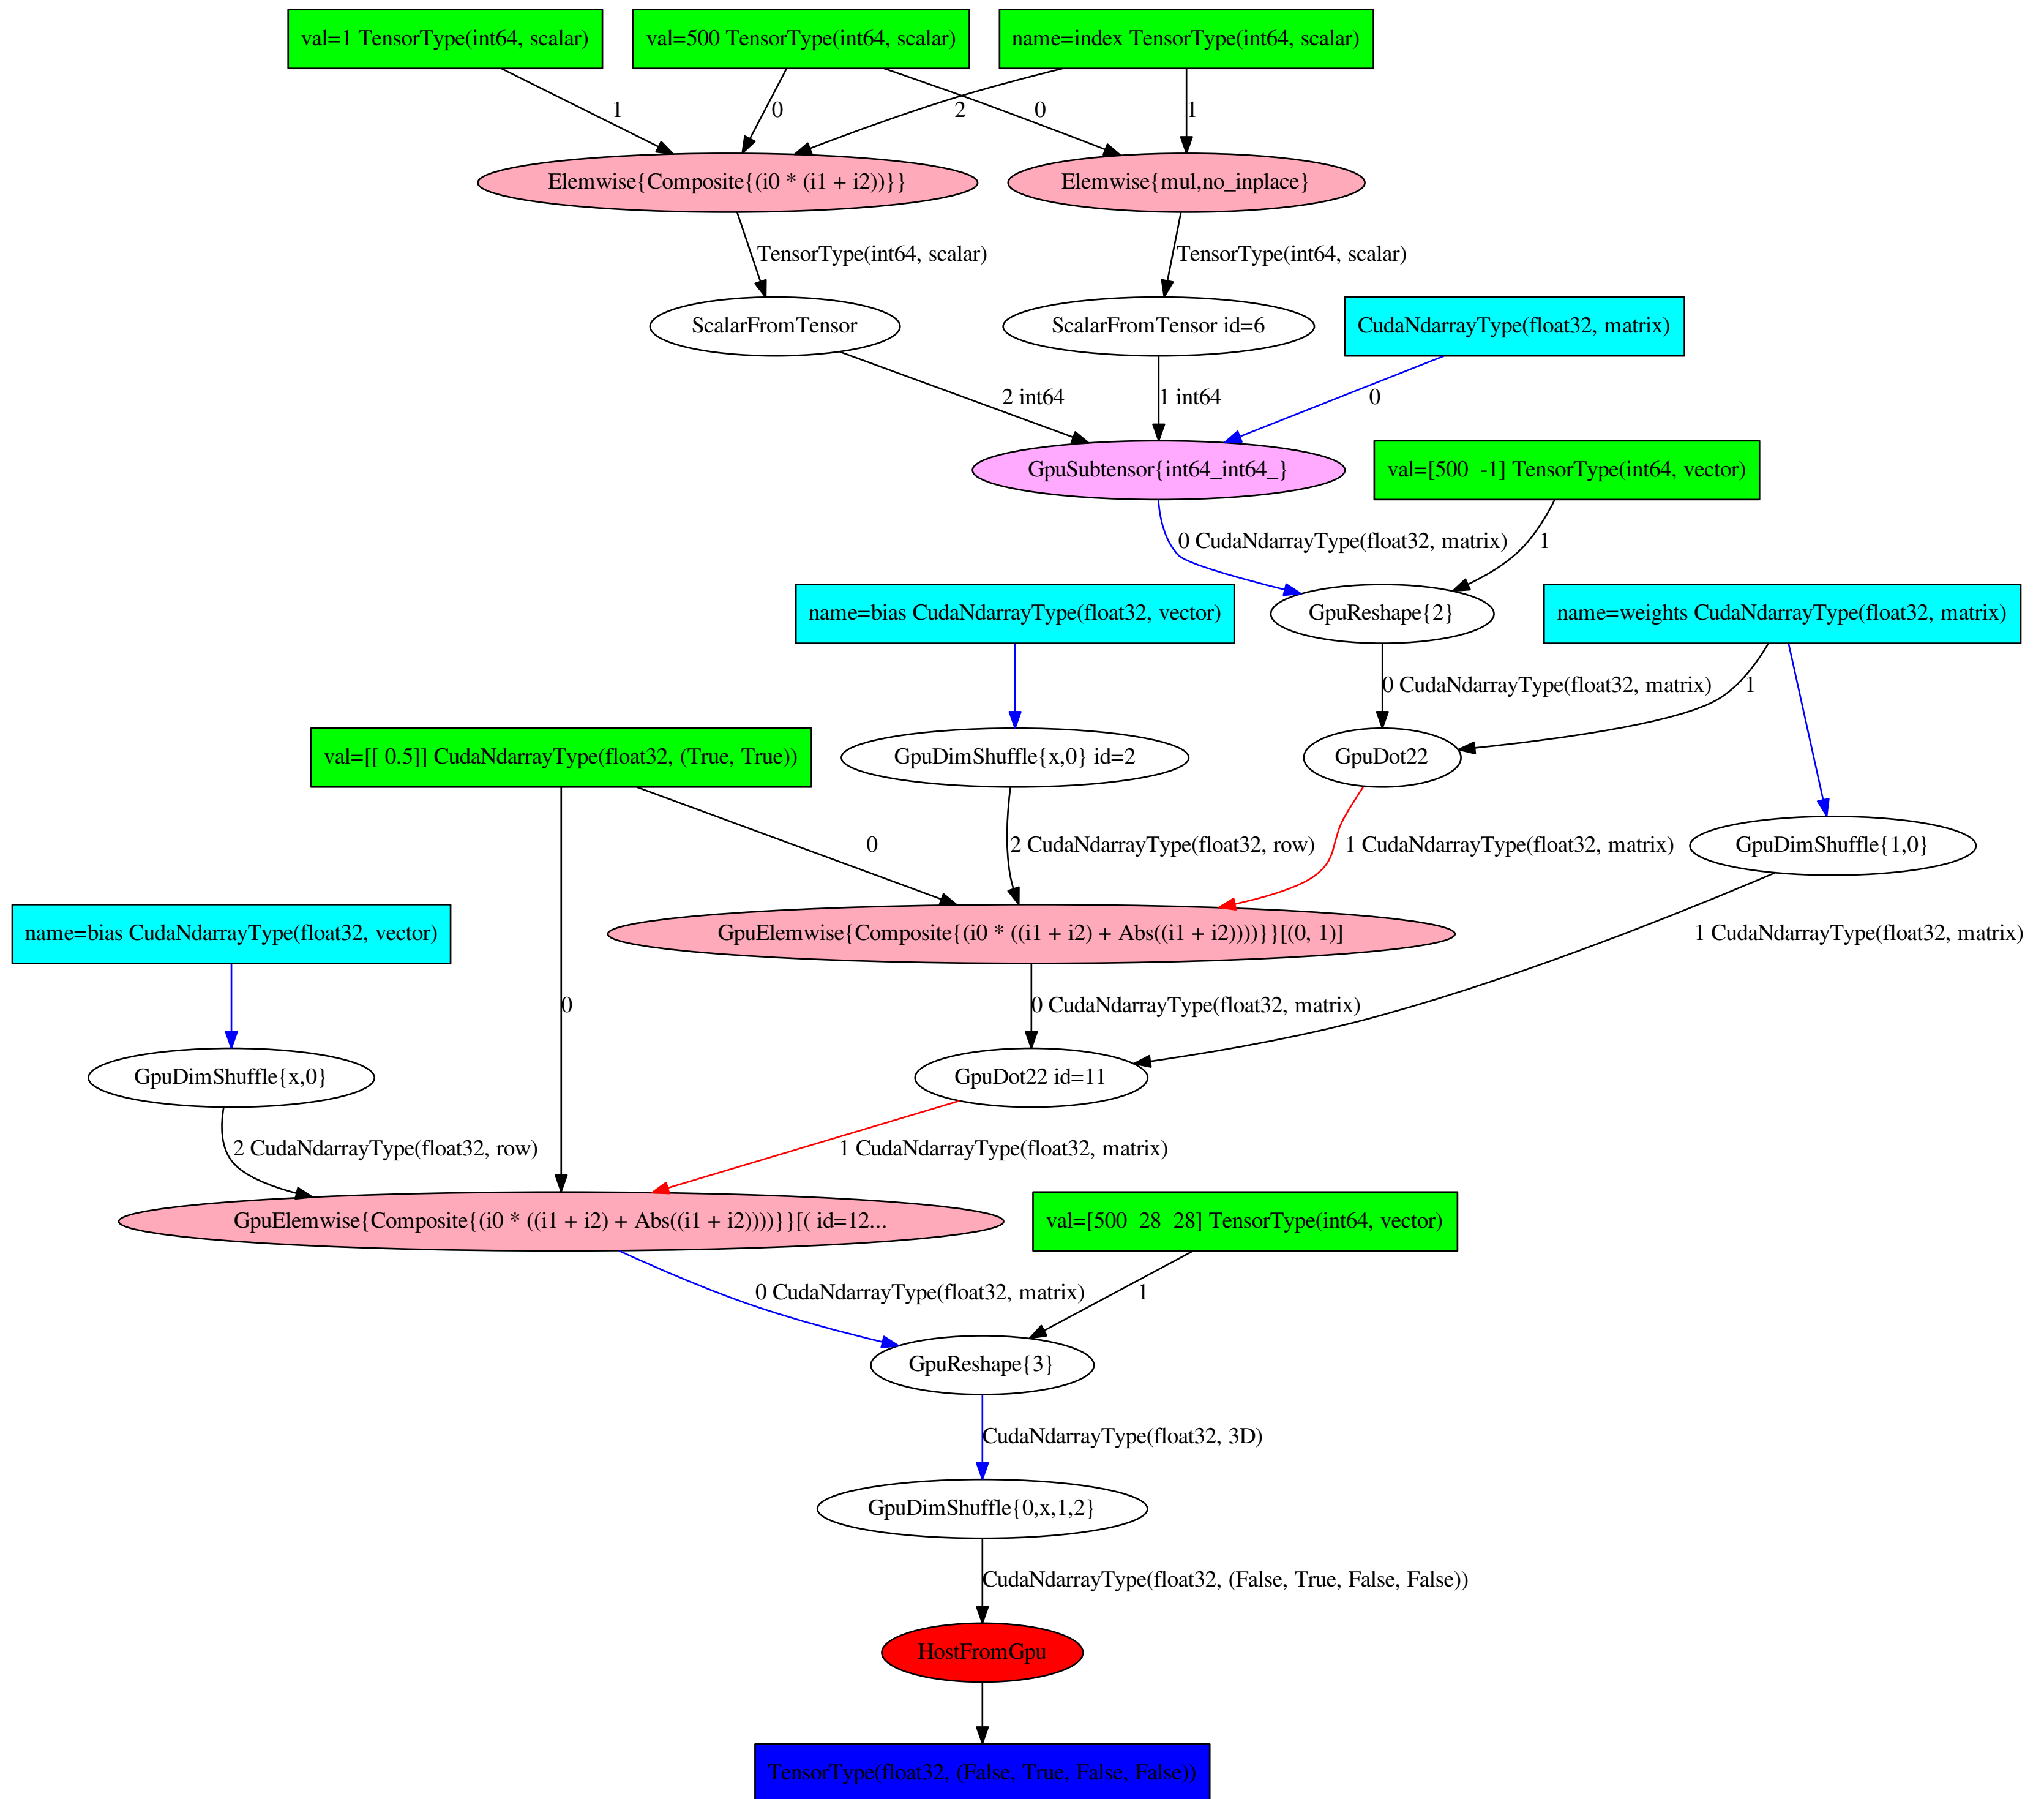 val=1 TensorType(int64, scalar)
val=500 TensorType(int64, scalar)
name=index TensorType(int64, scalar)
1
0
2
0
1
Elemwise{Composite{(i0 * (i1 + i2))}}
Elemwise{mul,no_inplace}
TensorType(int64, scalar)
TensorType(int64, scalar)
ScalarFromTensor
ScalarFromTensor id=6
CudaNdarrayType(float32, matrix)
2 int64
1 int64
0
GpuSubtensor{int64_int64_}
val=[500  -1] TensorType(int64, vector)
0 CudaNdarrayType(float32, matrix)
1
name=bias CudaNdarrayType(float32, vector)
GpuReshape{2}
name=weights CudaNdarrayType(float32, matrix)
0 CudaNdarrayType(float32, matrix)
1
val=[[ 0.5]] CudaNdarrayType(float32, (True, True))
GpuDimShuffle{x,0} id=2
GpuDot22
0
2 CudaNdarrayType(float32, row)
1 CudaNdarrayType(float32, matrix)
GpuDimShuffle{1,0}
name=bias CudaNdarrayType(float32, vector)
GpuElemwise{Composite{(i0 * ((i1 + i2) + Abs((i1 + i2))))}}[(0, 1)]
1 CudaNdarrayType(float32, matrix)
0
0 CudaNdarrayType(float32, matrix)
GpuDimShuffle{x,0}
GpuDot22 id=11
2 CudaNdarrayType(float32, row)
1 CudaNdarrayType(float32, matrix)
GpuElemwise{Composite{(i0 * ((i1 + i2) + Abs((i1 + i2))))}}[( id=12...
val=[500  28  28] TensorType(int64, vector)
0 CudaNdarrayType(float32, matrix)
1
GpuReshape{3}
CudaNdarrayType(float32, 3D)
GpuDimShuffle{0,x,1,2}
CudaNdarrayType(float32, (False, True, False, False))
HostFromGpu
TensorType(float32, (False, True, False, False))